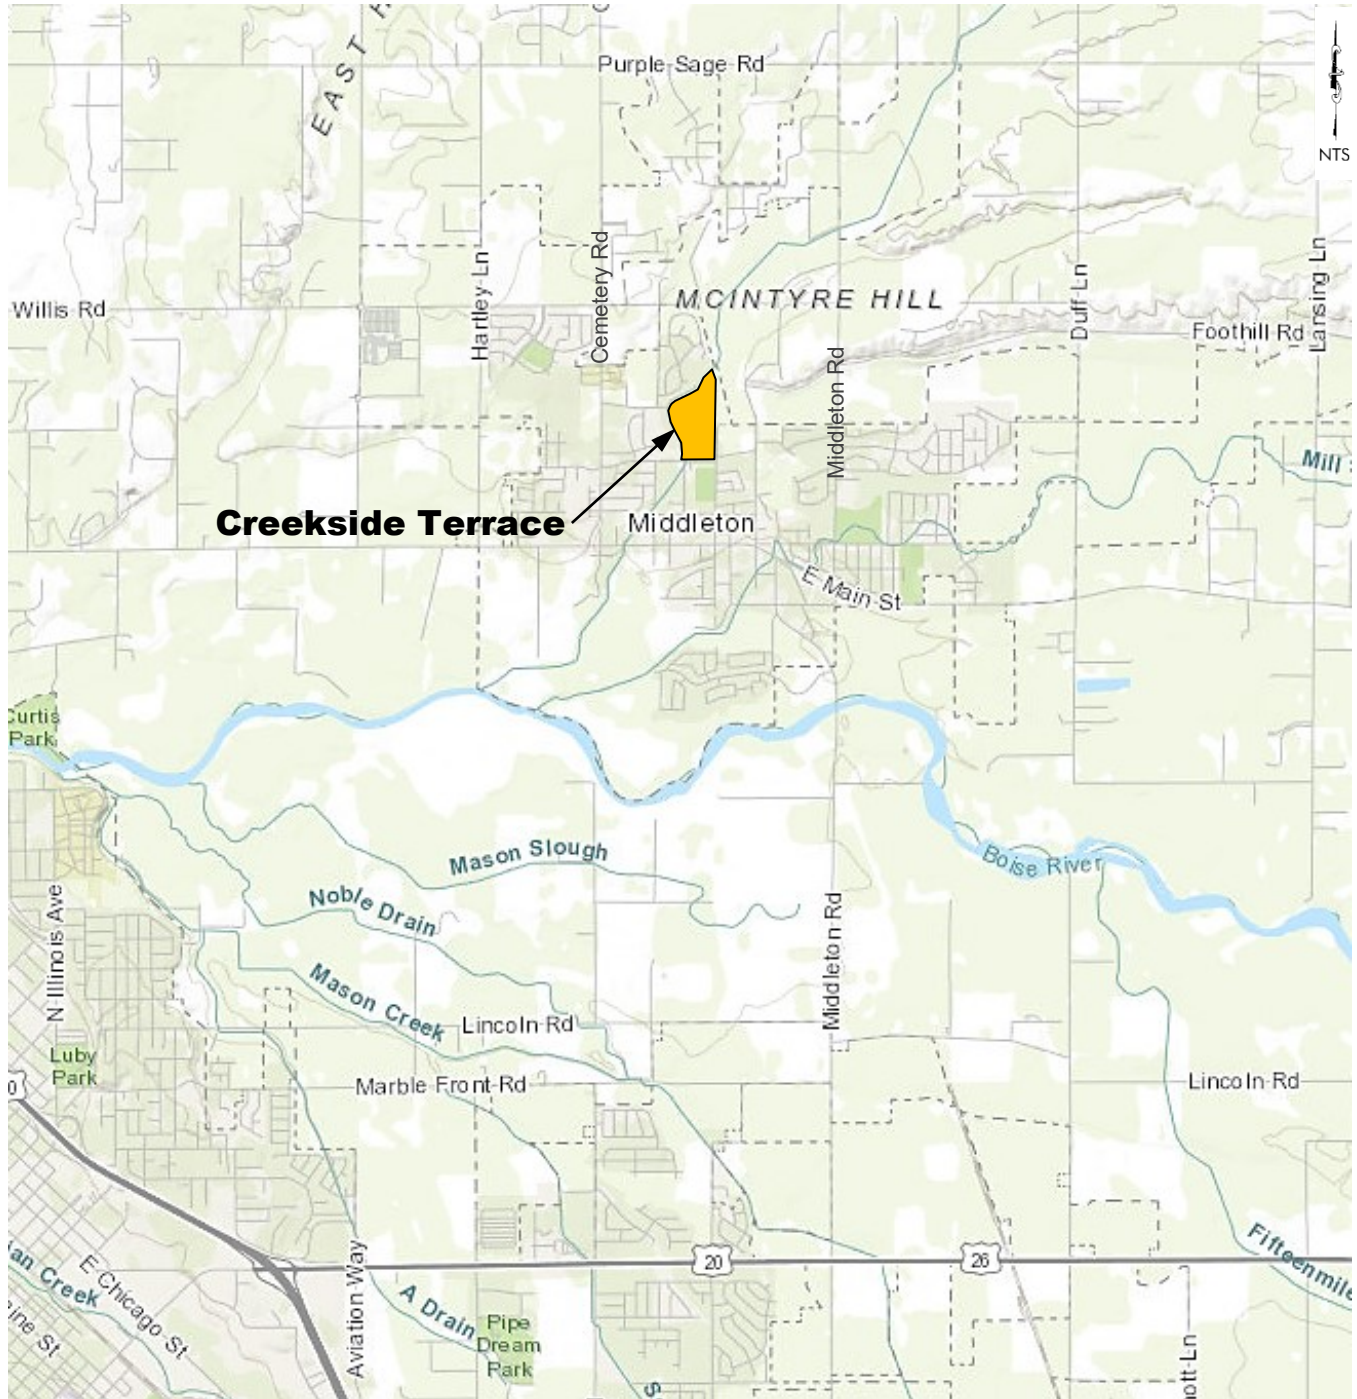 Purple Sage Rd
NTS
Willis Rd
Hartley Ln
Cemetery Rd
MCINTYRE HILL
Duff Ln
Foothill Rd
Lansing Ln
Middleton Rd
Mill
Creekside Terrace
Middleton
E Main St
Curtis
Park
Boise River
Mason Slough
Noble Drain
N Illinois Ave
Middleton Rd
Mason Creek
Lincoln Rd
Luby
Park
Marble Front Rd
Lincoln Rd
20
26
Fifteenmile
E Chicago St
Creek
Aviation Way
A Drain
Pipe
Dream
Park
EAST